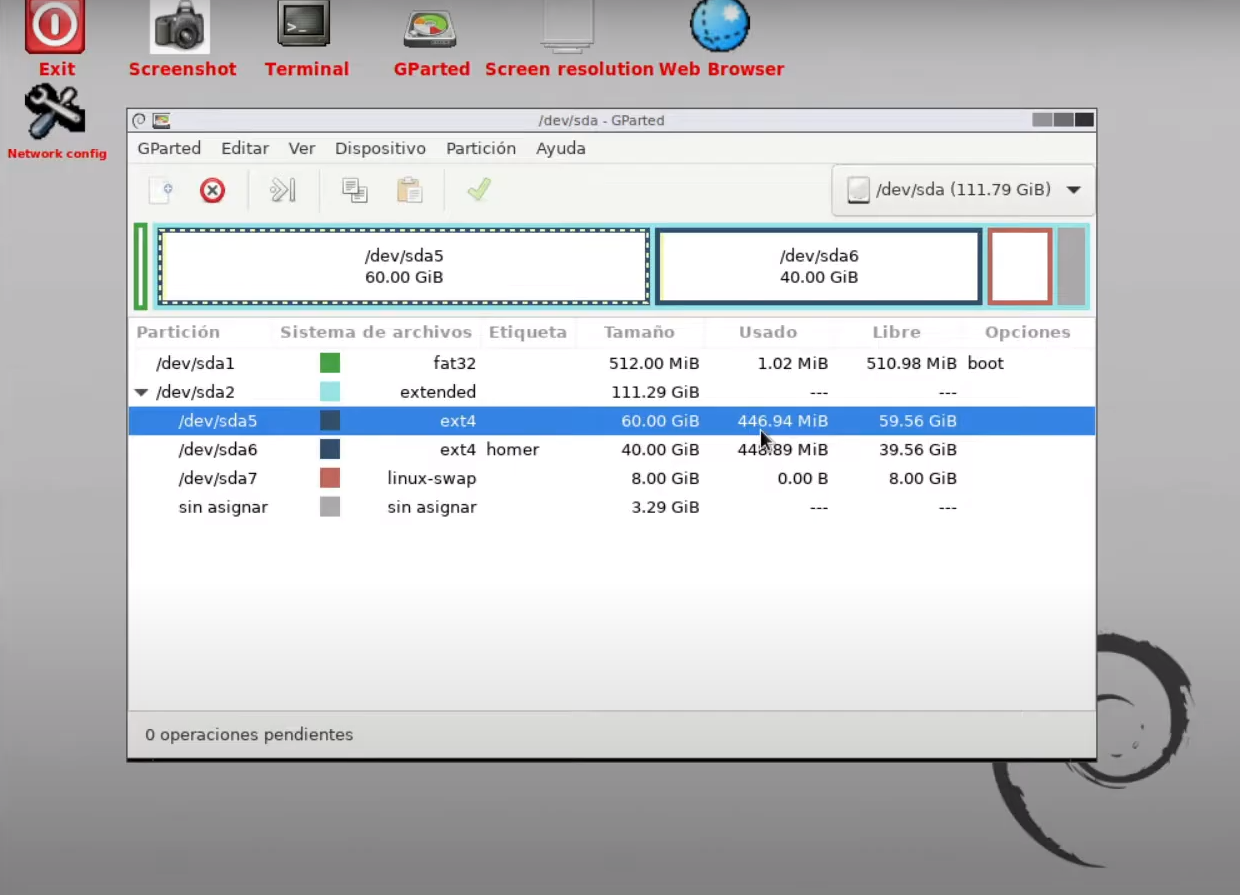 Exit
Screenshot
Terminal
GParted
Screen resolution
Web Browser
Network config
/dev/sda - GParted
GParted Editar Ver Dispositivo Partición Ayuda
/dev/sda (111.79 GiB)
/dev/sda5
60.00 GiB
/dev/sda6
40.00 GiB
Partición Sistema de archivos Etiqueta Tamaño Usado Libre Opciones
/dev/sda1 fat32 512.00 MiB 1.02 MiB 510.98 MiB boot
/dev/sda2 extended 111.29 GiB --- ---
/dev/sda5 ext4 60.00 GiB 446.94 MiB 59.56 GiB
/dev/sda6 ext4 homer 40.00 GiB MiB 39.56 GiB
/dev/sda7 linux-swap 8.00 GiB 0.00 B 8.00 GiB
sin asignar sin asignar 3.29 GiB --- ---
0 operaciones pendientes